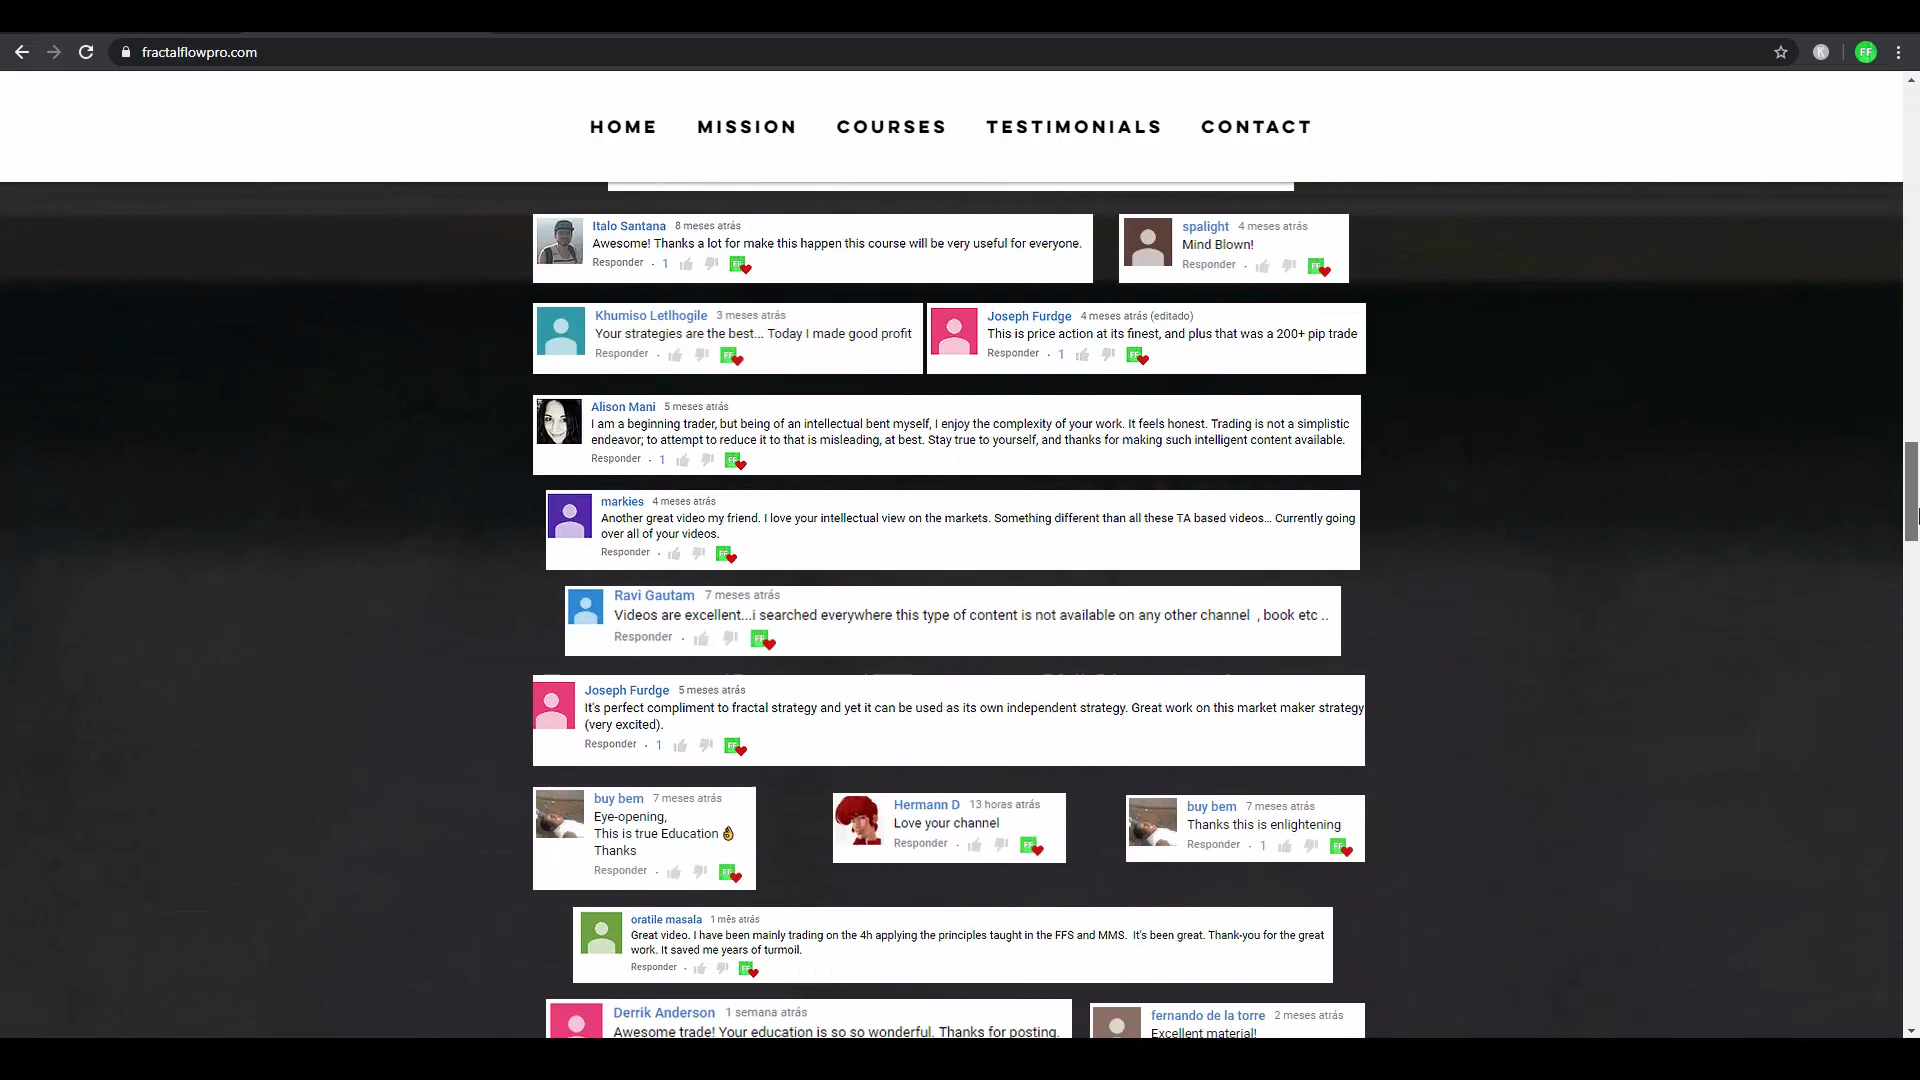 fractalflowpro.com
K
FF
HOME MISSION COURSES TESTIMONIALS CONTACT
Italo Santana 8 meses atrás
Awesome! Thanks a lot for make this happen this course will be very useful for everyone.
Responder · 1 FF
spalight 4 meses atrás
Mind Blown!
Responder · FF
Khumiso Letlhogile 3 meses atrás
Your strategies are the best... Today I made good profit
Responder · FF
Joseph Furdge 4 meses atrás (editado)
This is price action at its finest, and plus that was a 200+ pip trade
Responder · 1 FF
Alison Mani 5 meses atrás
I am a beginning trader, but being of an intellectual bent myself, I enjoy the complexity of your work. It feels honest. Trading is not a simplistic
endeavor; to attempt to reduce it to that is misleading, at best. Stay true to yourself, and thanks for making such intelligent content available.
Responder · 1 FF
markies 4 meses atrás
Another great video my friend. I love your intellectual view on the markets. Something different than all these TA based videos... Currently going
over all of your videos.
Responder · FF
Ravi Gautam 7 meses atrás
Videos are excellent...i searched everywhere this type of content is not available on any other channel , book etc ..
Responder · FF
Joseph Furdge 5 meses atrás
It's perfect compliment to fractal strategy and yet it can be used as its own independent strategy. Great work on this market maker strategy
(very excited).
Responder · 1 FF
buy bem 7 meses atrás
Eye-opening,
This is true Education 👌
Thanks
Responder · FF
Hermann D 13 horas atrás
Love your channel
Responder · FF
buy bem 7 meses atrás
Thanks this is enlightening
Responder · 1 FF
oratile masala 1 mês atrás
Great video. I have been mainly trading on the 4h applying the principles taught in the FFS and MMS. It's been great. Thank-you for the great
work. It saved me years of turmoil.
Responder · FF
Derrik Anderson 1 semana atrás
Awesome trade! Your education is so so wonderful. Thanks for posting.
fernando de la torre 2 meses atrás
Excellent material!